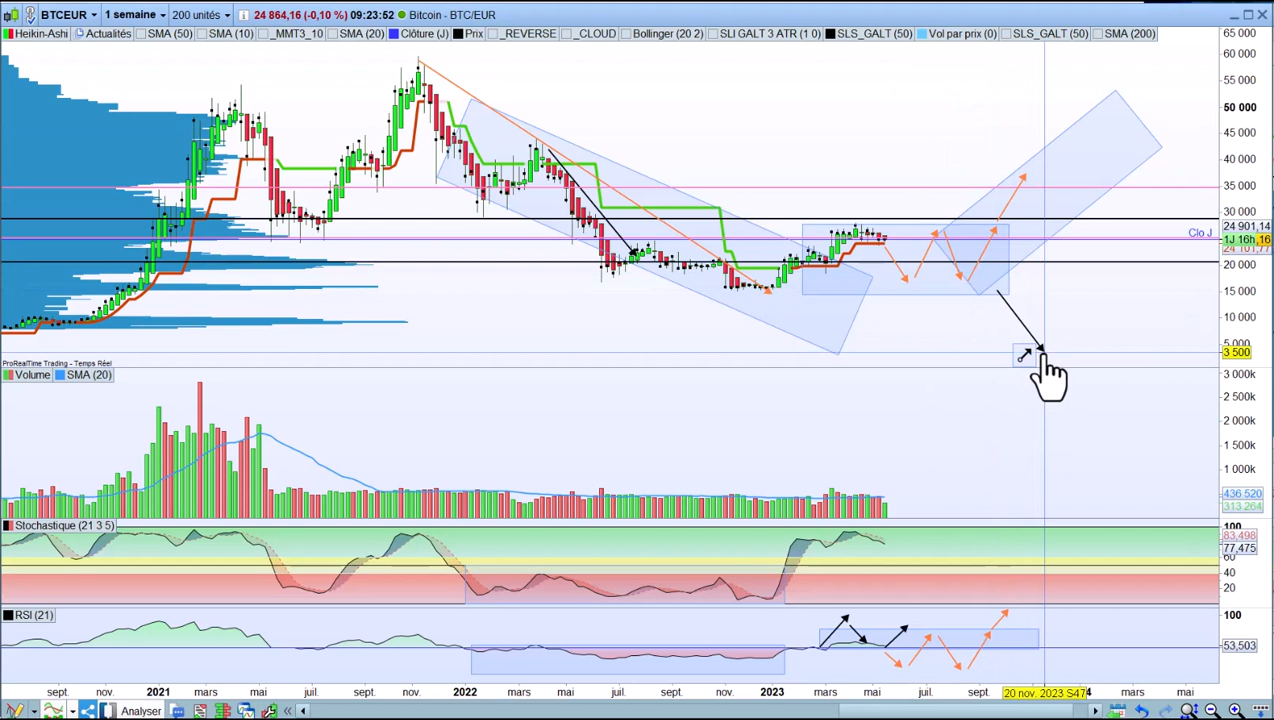 BTCEUR 1 semaine 200 unités 24 864,16 (-0,10 %) 09:23:52 Bitcoin - BTC/EUR
Heikin-Ashi Actualités SMA (50) SMA (10) _MMT3_10 SMA (20) Clôture (J) Prix _REVERSE _CLOUD Bollinger (20 2) SLI GALT 3 ATR (1 0) SLS_GALT (50) Vol par prix (0) SLS_GALT (50) SMA (200)
65 000
60 000
55 000
50 000
45 000
40 000
35 000
30 000
24 901,14
Clo J
1J 16h,16
20 000
15 000
10 000
5 000
3 500
ProRealTime Trading - Temps Réel
Volume SMA (20)
3 000k
2 500k
2 000k
1 500k
1 000k
436 520
313 264
Stochastique (21 3 5)
100
83,498
77,475
60
40
20
RSI (21)
100
53,503
sept. nov. 2021 mars mai juil. sept. nov. 2022 mars mai juil. sept. nov. 2023 mars mai juil. sept. 20 nov. 2023 S47 4 mars mai
Analyser